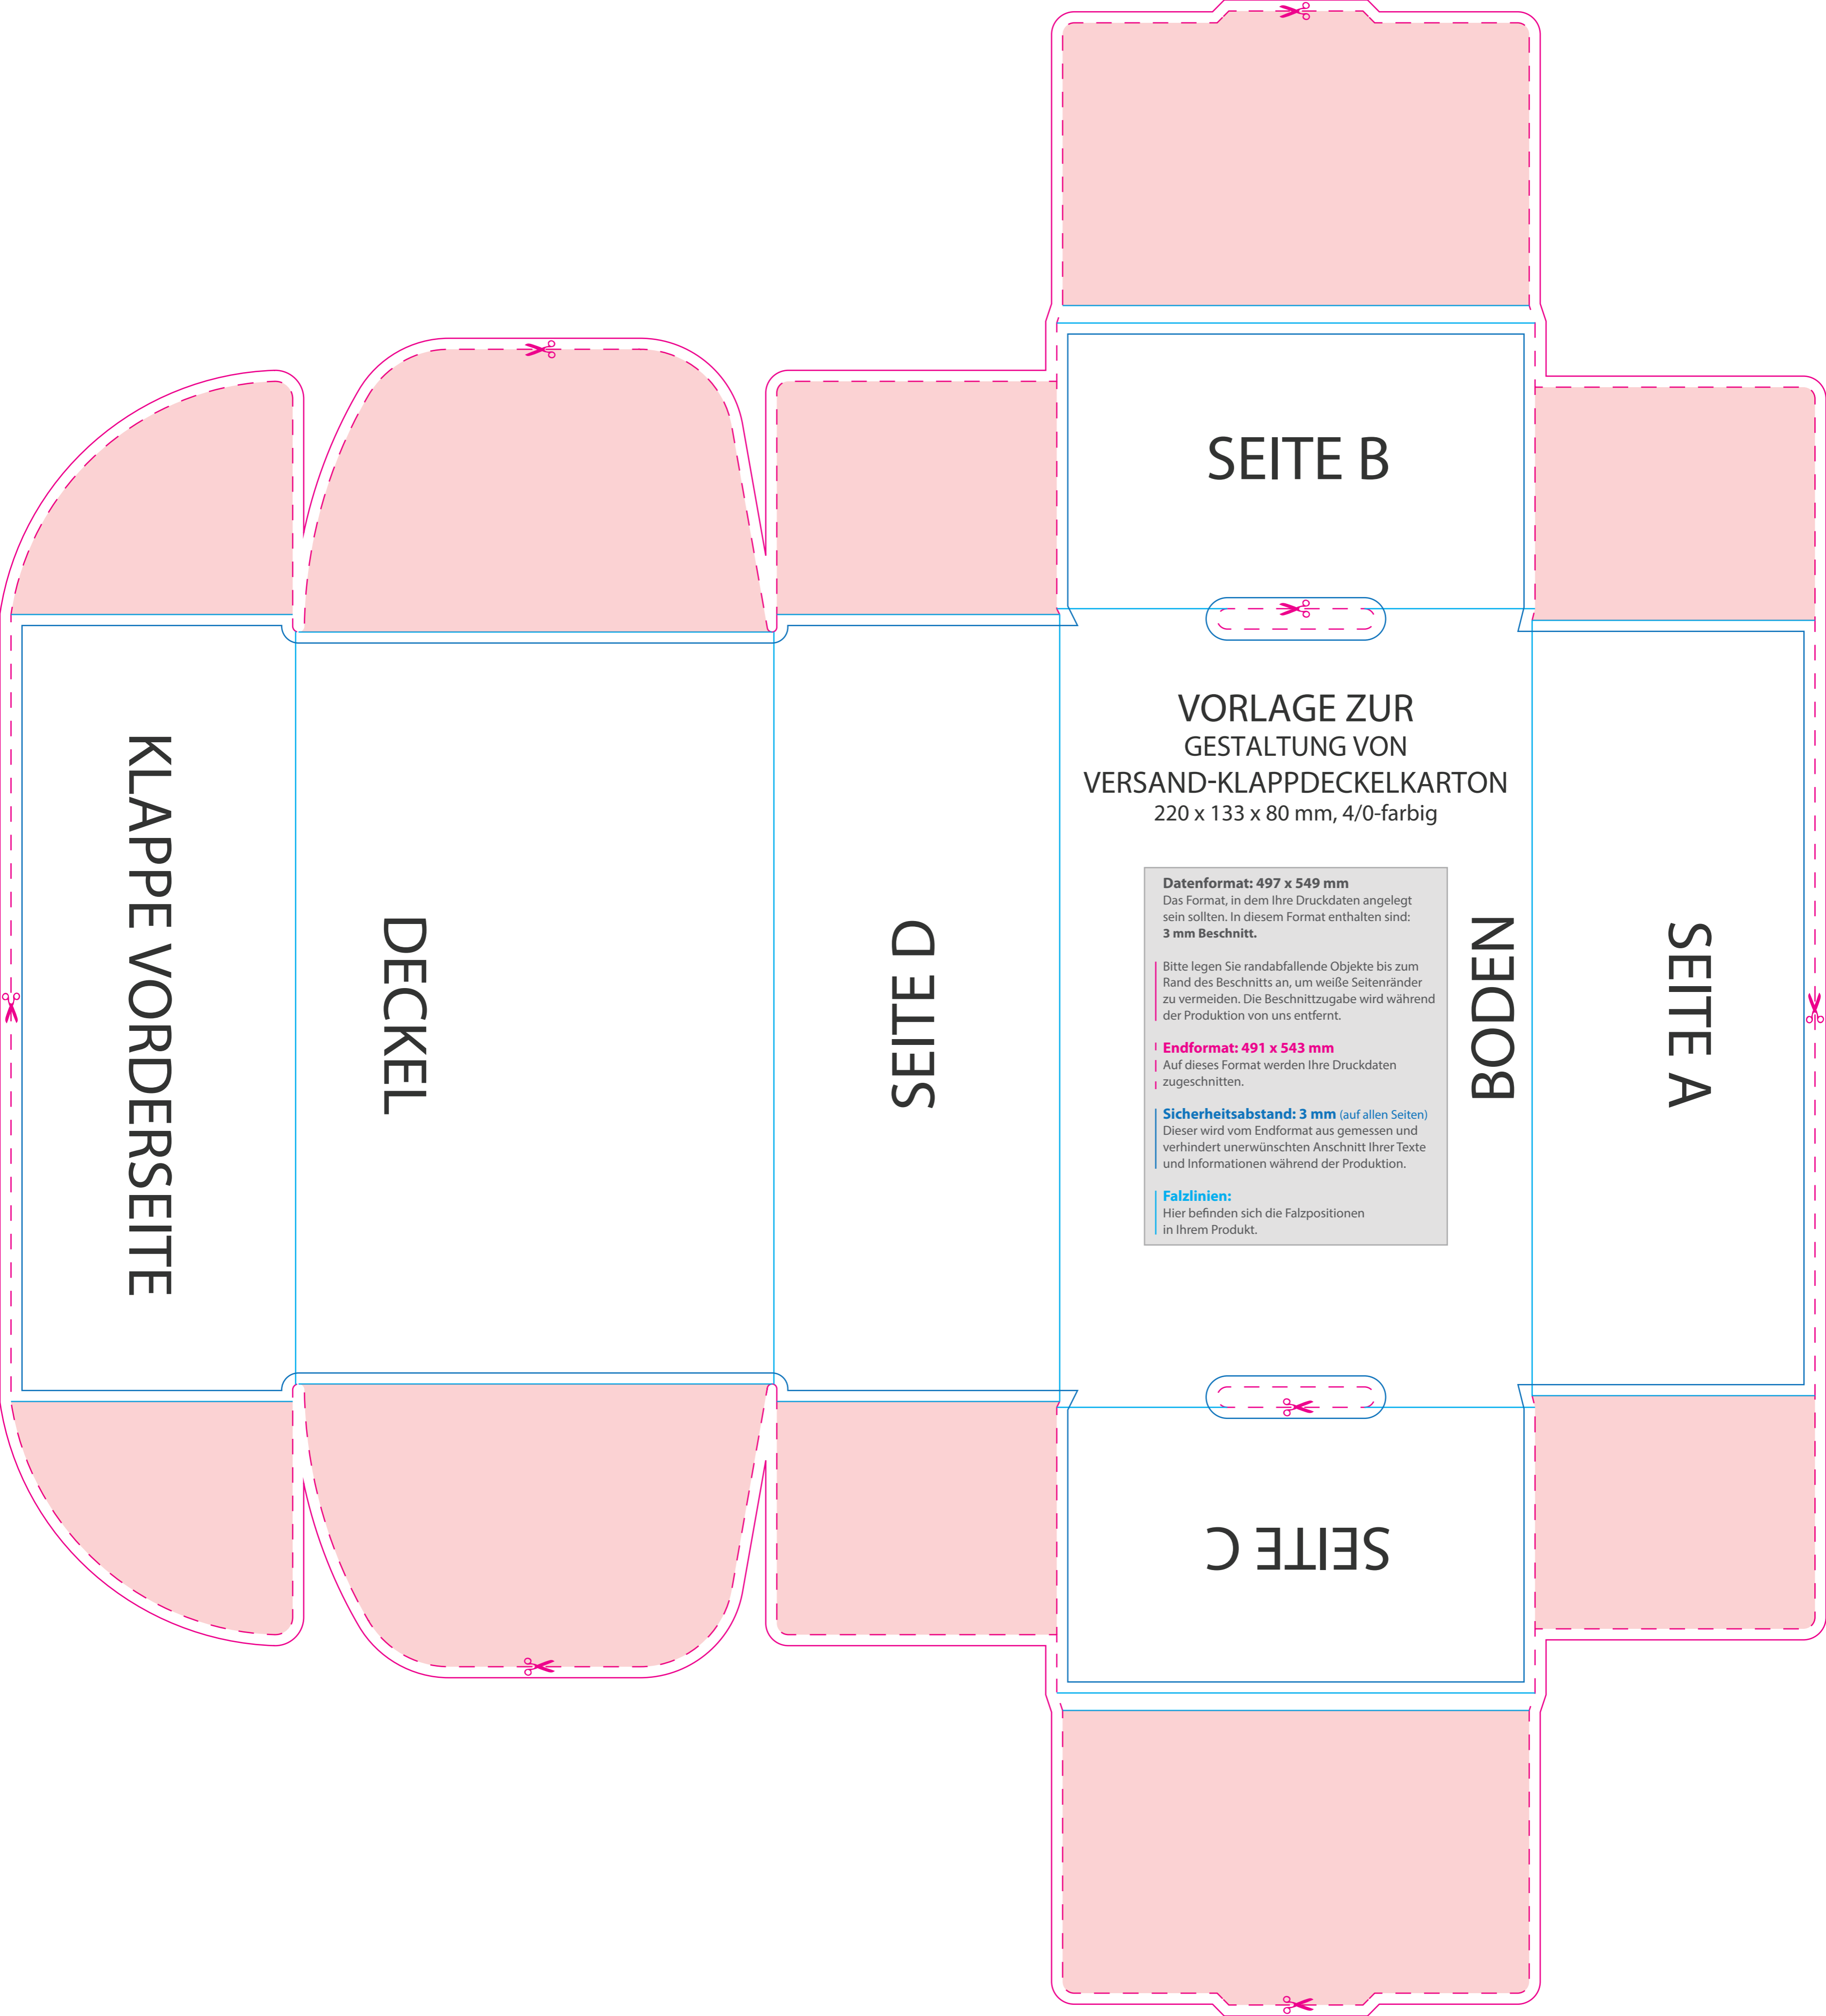 SEITE B
VORLAGE ZUR
GESTALTUNG VON
VERSAND-KLAPPDECKELKARTON
220 x 133 x 80 mm, 4/0-farbig
KLAPPE VORDERSEITE
DECKEL
SEITE D
Datenformat: 497 x 549 mm
Das Format, in dem Ihre Druckdaten angelegt
sein sollten. In diesem Format enthalten sind:
3 mm Beschnitt.
Bitte legen Sie randabfallende Objekte bis zum
Rand des Beschnitts an, um weiße Seitenränder
zu vermeiden. Die Beschnittzugabe wird während
der Produktion von uns entfernt.
Endformat: 491 x 543 mm
Auf dieses Format werden Ihre Druckdaten
zugeschnitten.
Sicherheitsabstand: 3 mm (auf allen Seiten)
Dieser wird vom Endformat aus gemessen und
verhindert unerwünschten Anschnitt Ihrer Texte
und Informationen während der Produktion.
Falzlinien:
Hier befinden sich die Falzpositionen
in Ihrem Produkt.
BODEN
SEITE A
SEITE C